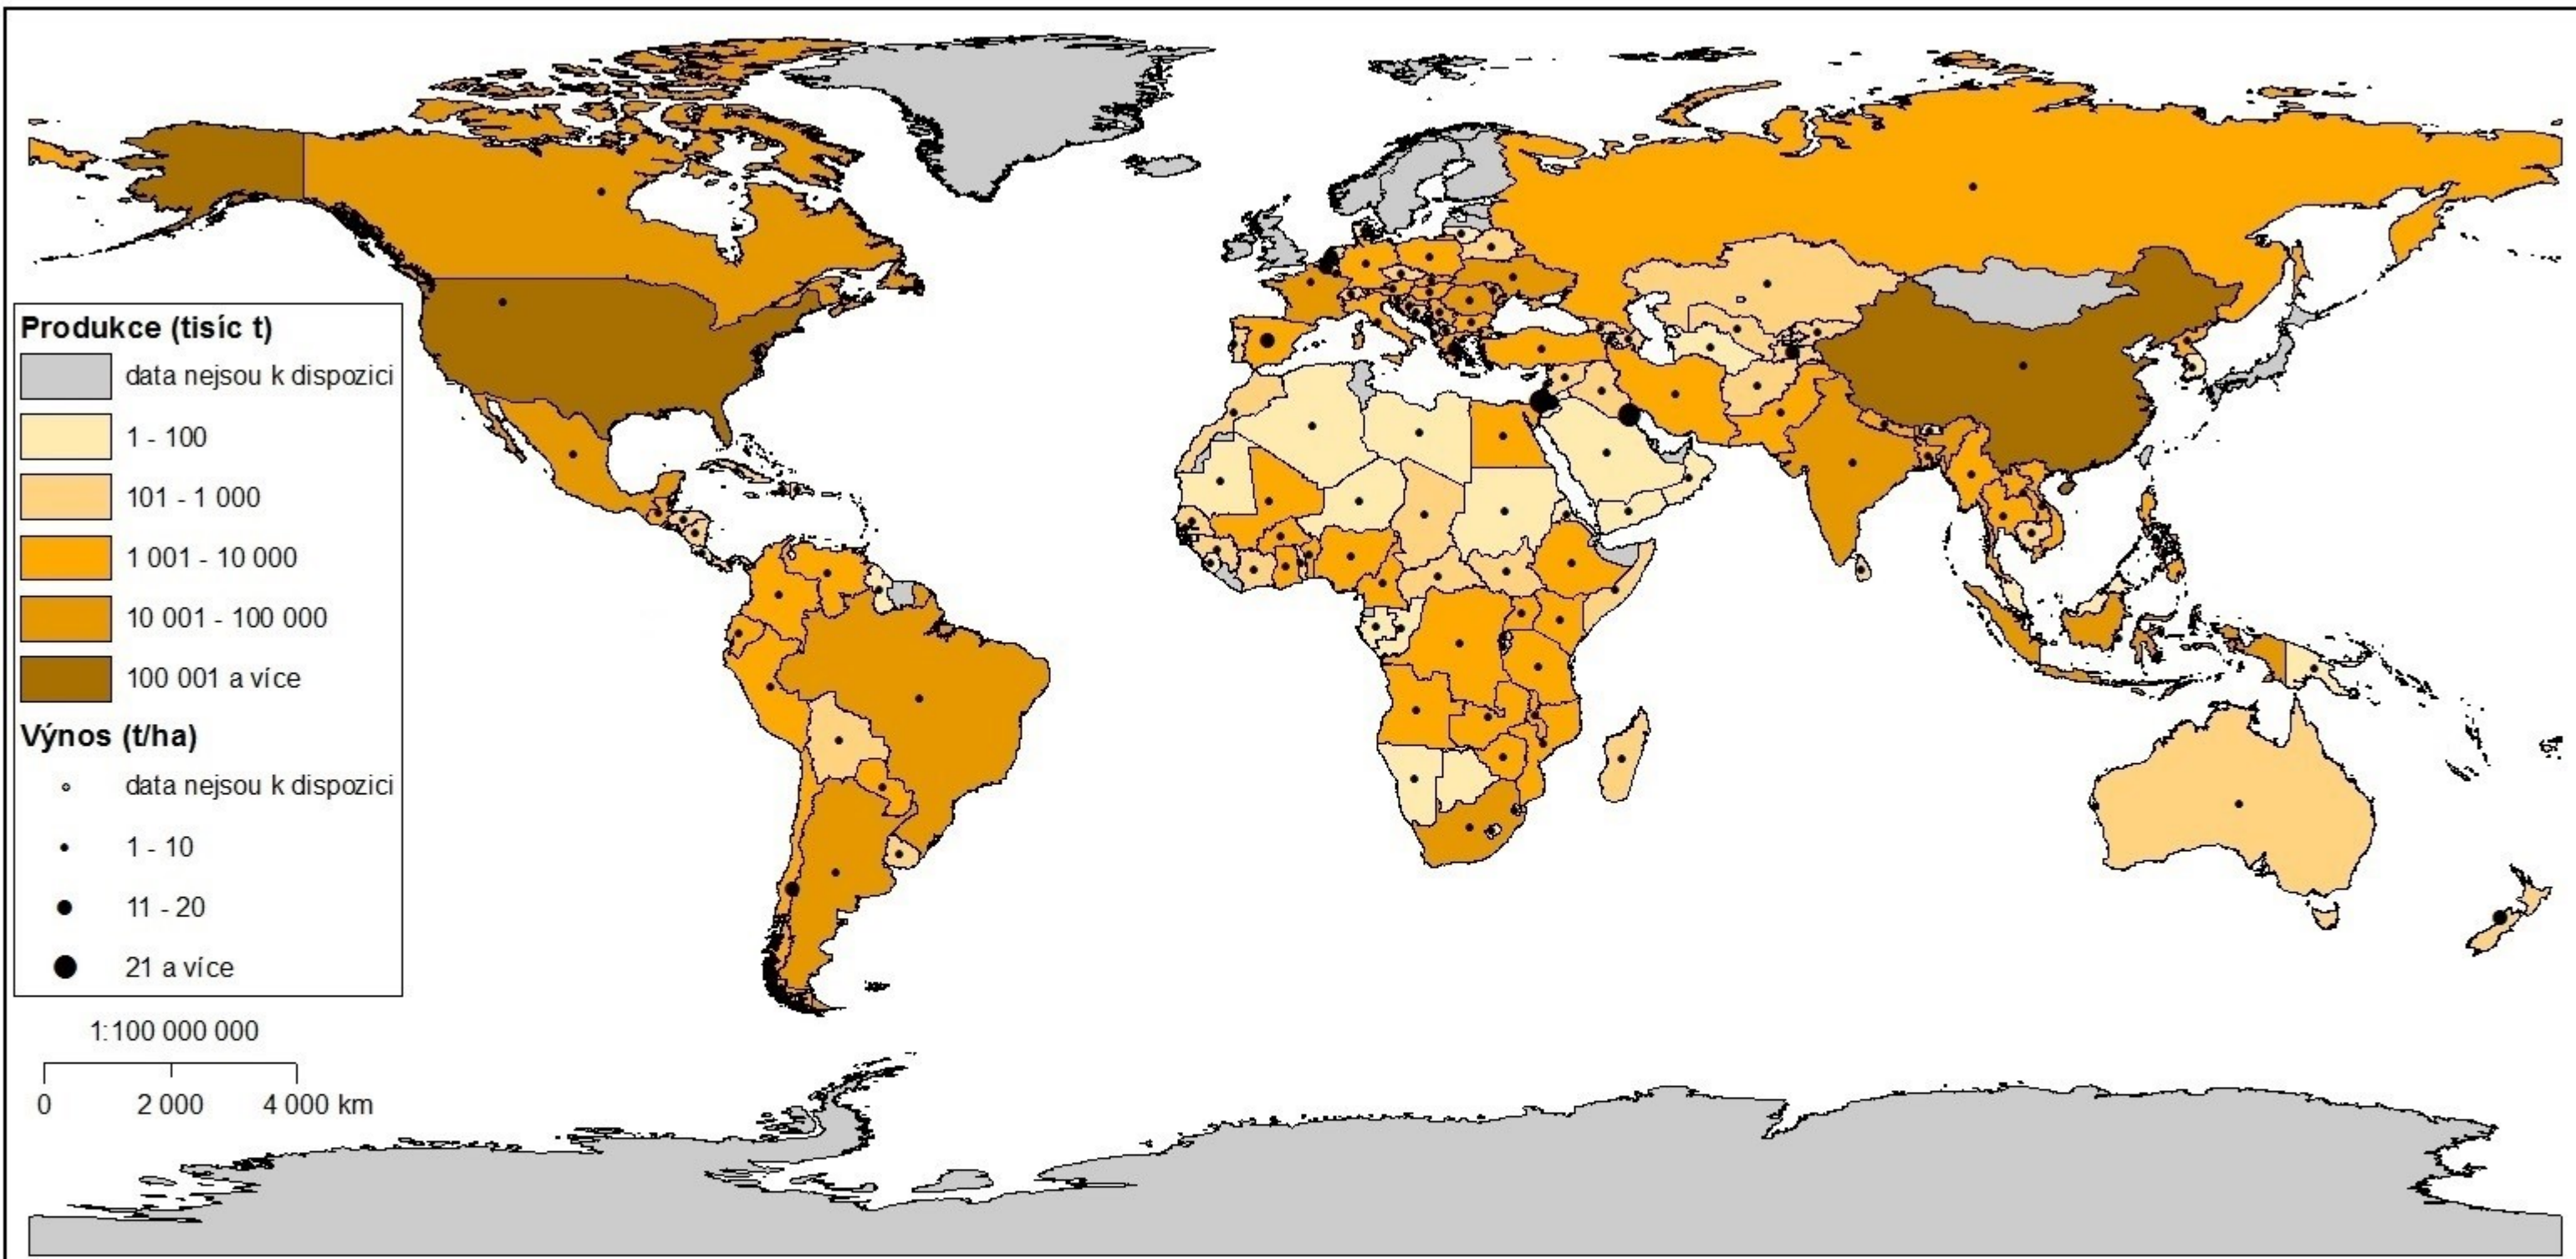 Produkce (tisíc t)
data nejsou k dispozici
1 - 100
101 - 1 000
1 001 - 10 000
10 001 - 100 000
100 001 a více
Výnos (t/ha)
data nejsou k dispozici
1 - 10
11 - 20
21 a více
1:100 000 000
0 2 000 4 000 km